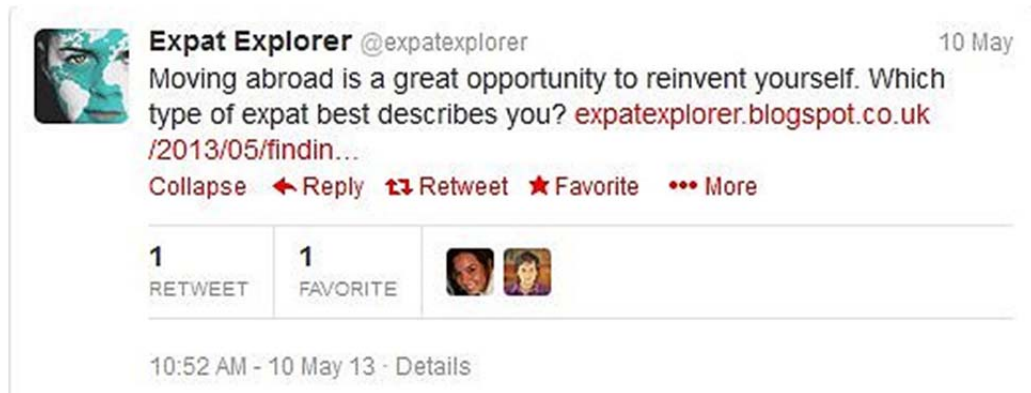 Expat Explorer @expatexplorer 10 May
Moving abroad is a great opportunity to reinvent yourself. Which
type of expat best describes you? expatexplorer.blogspot.co.uk
/2013/05/findin...
Collapse Reply Retweet Favorite ••• More
1 1
RETWEET FAVORITE
10:52 AM - 10 May 13 · Details